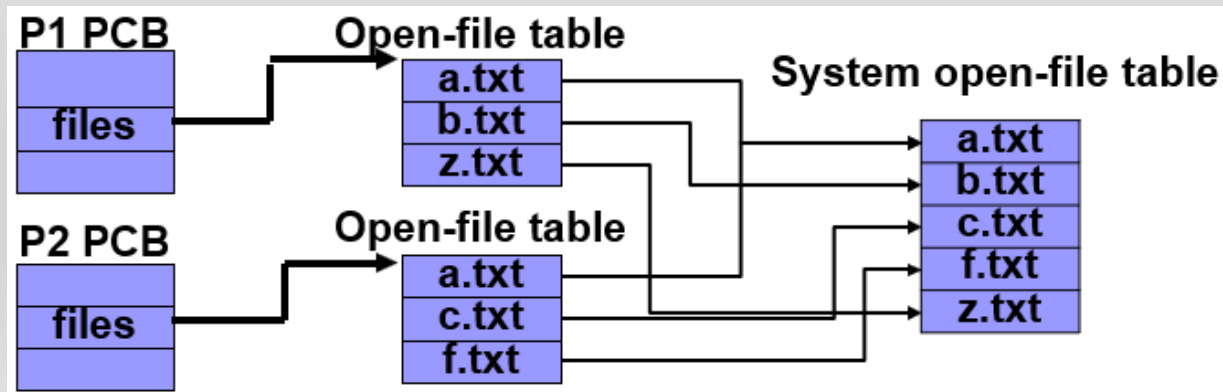 P1 PCB
files
Open-file table
a.txt
b.txt
z.txt
P2 PCB
files
Open-file table
a.txt
c.txt
f.txt
System open-file table
a.txt
b.txt
c.txt
f.txt
z.txt